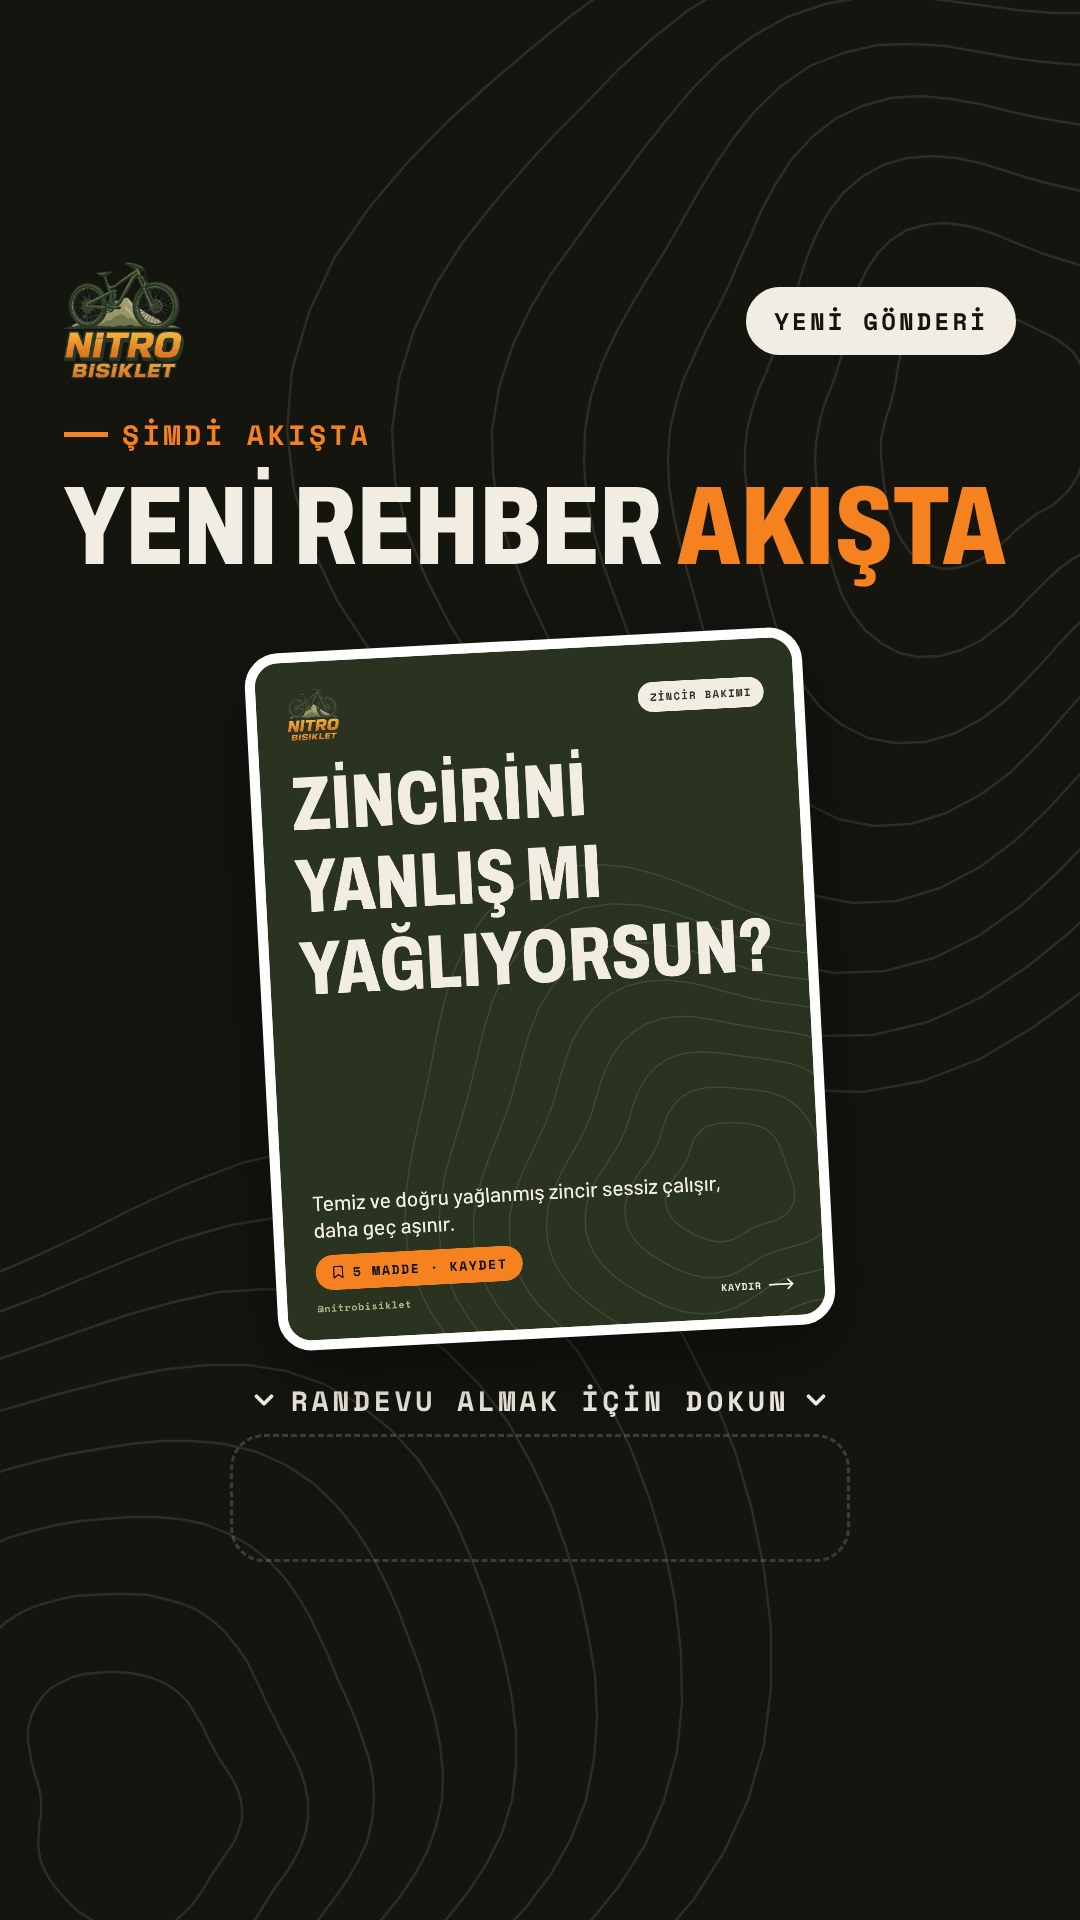 NiTRO
BiSiKLET
YENİ GÖNDERİ
ŞİMDİ AKIŞTA
YENİ REHBER AKIŞTA
NiTRO
BiSiKLET
ZİNCİR BAKIMI
ZİNCİRİNİ
YANLIŞ MI
YAĞLIYORSUN?
Temiz ve doğru yağlanmış zincir sessiz çalışır,
daha geç aşınır.
5 MADDE · KAYDET
@nitrobisiklet
KAYDIR
RANDEVU ALMAK İÇİN DOKUN